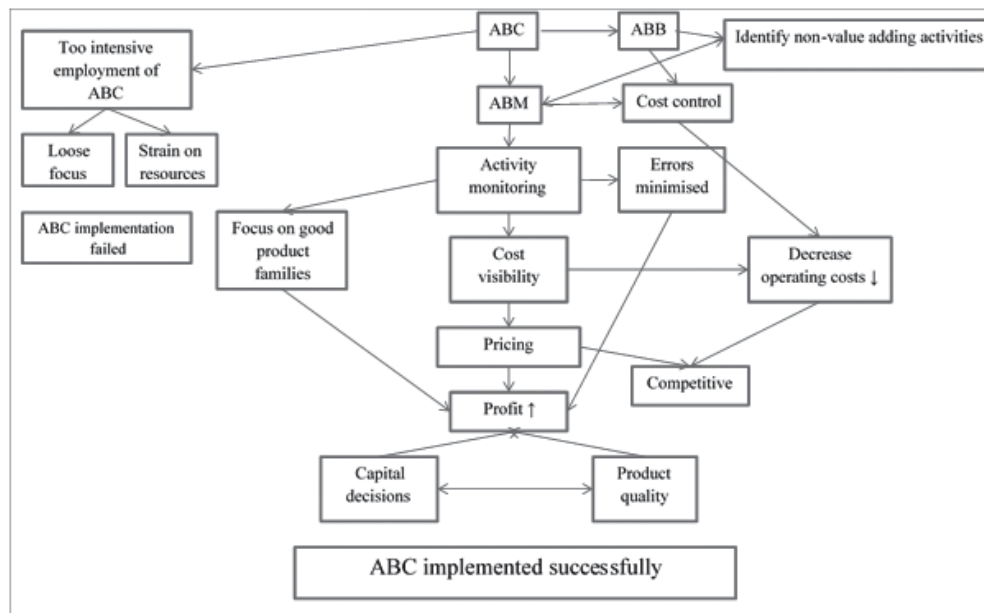 ABC
ABB
Identify non-value adding activities
Too intensive
employment of
ABC
ABM
Cost control
Loose
focus
Strain on
resources
Activity
monitoring
Errors
minimised
ABC implementation
failed
Focus on good
product
families
Cost
visibility
Decrease
operating costs ↓
Pricing
Competitive
Profit ↑
Capital
decisions
Product
quality
ABC implemented successfully